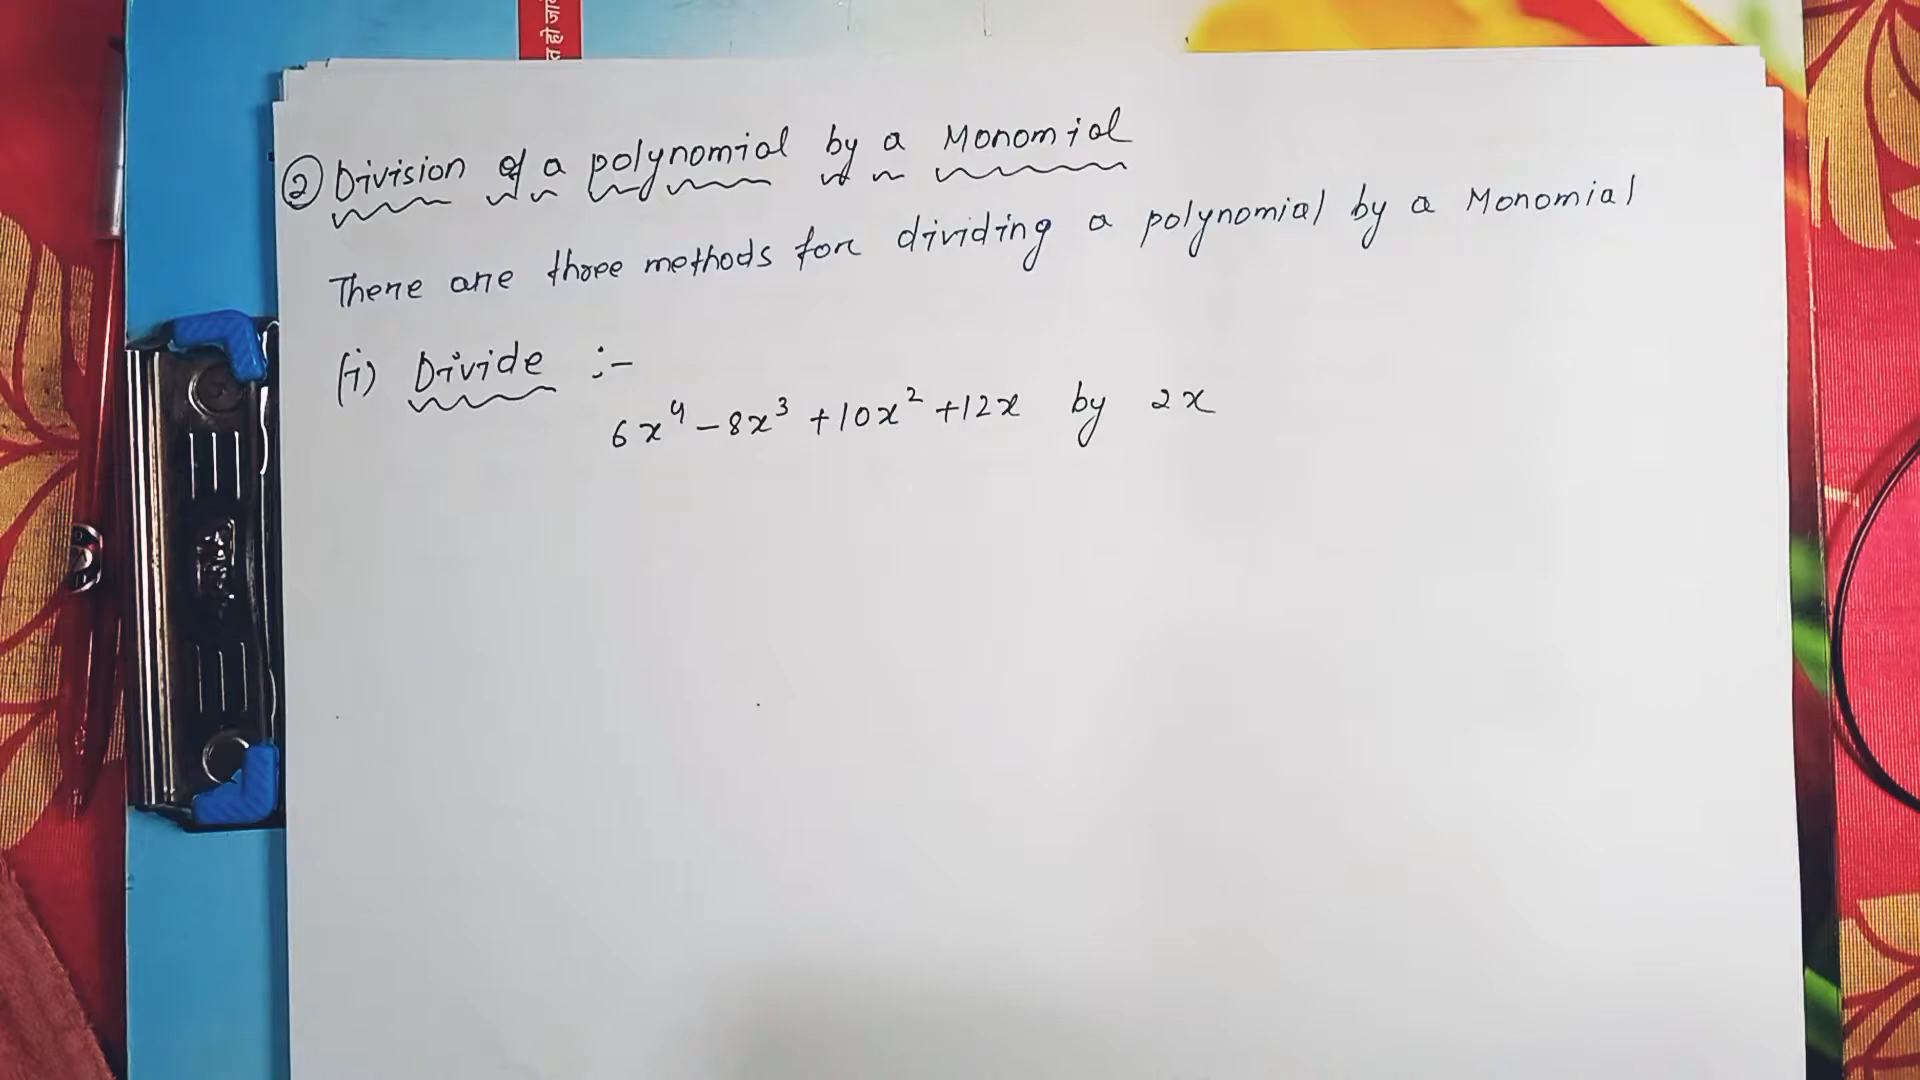 त हो जाए
② Division of a polynomial by a Monomial
There are three methods for dividing a polynomial by a Monomial
(i) Divide :-
6x⁴ - 8x³ + 10x² + 12x by 2x